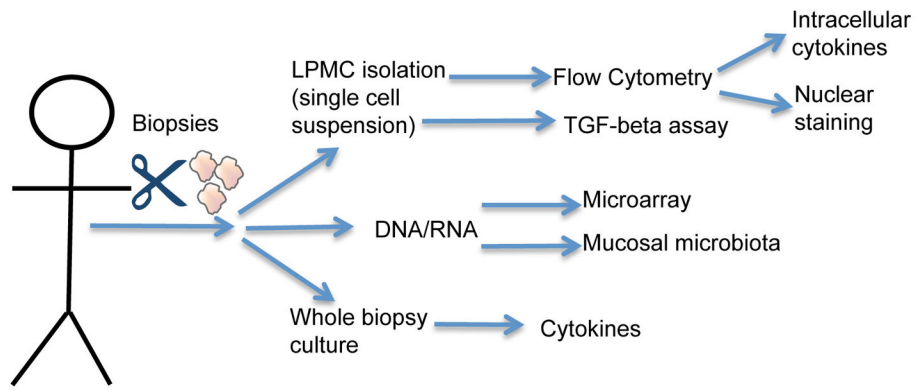 Biopsies
LPMC isolation
(single cell
suspension)
Flow Cytometry
TGF-beta assay
Intracellular
cytokines
Nuclear
staining
DNA/RNA
Microarray
Mucosal microbiota
Whole biopsy
culture
Cytokines